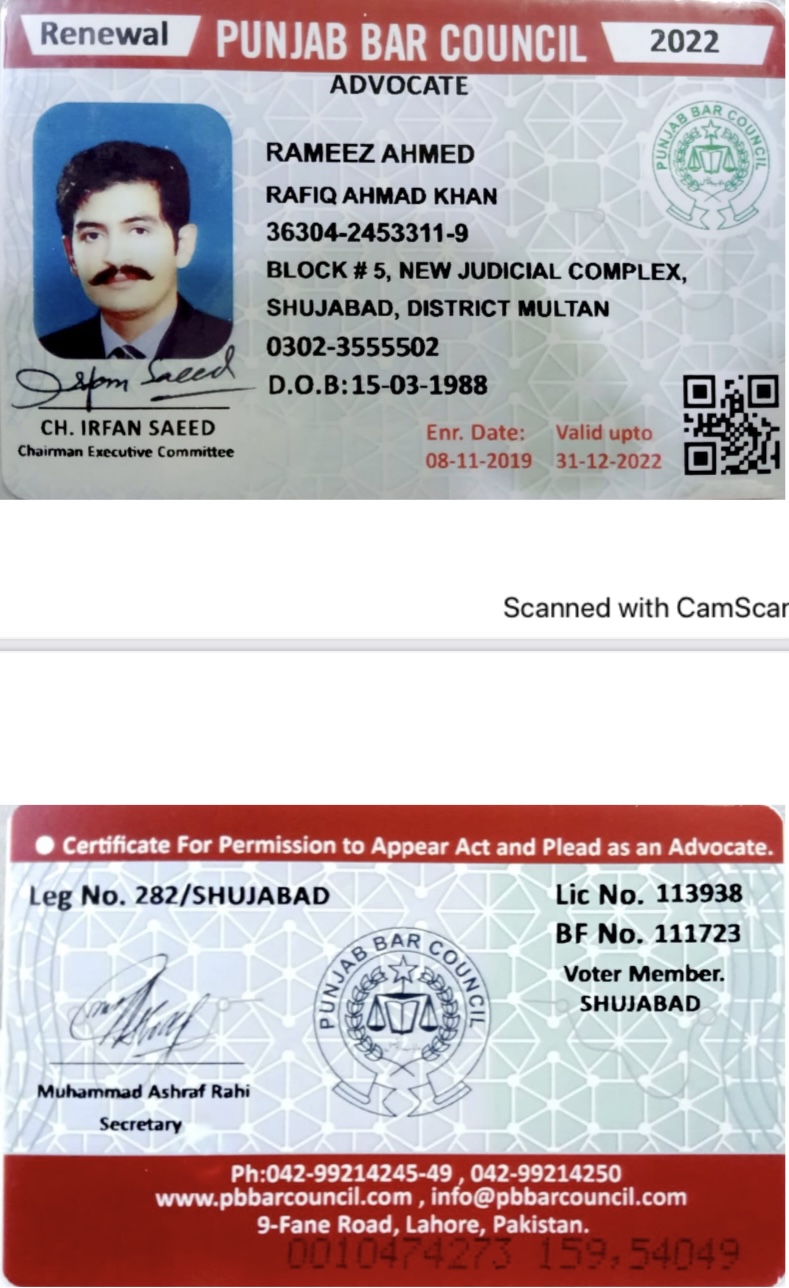 Renewal
PUNJAB BAR COUNCIL
2022
ADVOCATE
PUNJAB BAR COUNCIL
RAMEEZ AHMED
RAFIQ AHMAD KHAN
36304-2453311-9
BLOCK # 5, NEW JUDICIAL COMPLEX,
SHUJABAD, DISTRICT MULTAN
0302-3555502
D.O.B:15-03-1988
Irfan Saeed
CH. IRFAN SAEED
Chairman Executive Committee
Enr. Date: Valid upto
08-11-2019 31-12-2022
Scanned with CamScan
● Certificate For Permission to Appear Act and Plead as an Advocate.
Leg No. 282/SHUJABAD
Lic No. 113938
BF No. 111723
Voter Member.
SHUJABAD
PUNJAB BAR COUNCIL
Muhammad Ashraf Rahi
Secretary
Ph:042-99214245-49 , 042-99214250
www.pbbarcouncil.com , info@pbbarcouncil.com
9-Fane Road, Lahore, Pakistan.
0010474273 159,54049